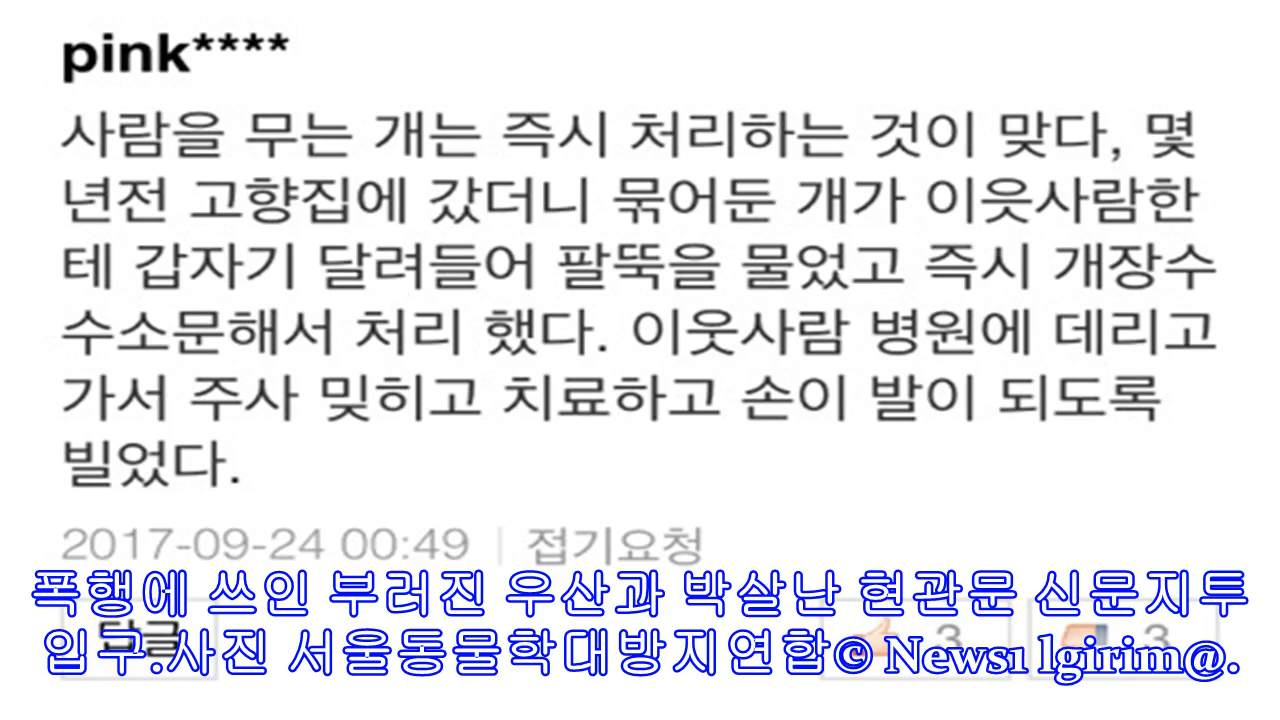 pink****
사람을 무는 개는 즉시 처리하는 것이 맞다, 몇
년전 고향집에 갔더니 묶어둔 개가 이웃사람한
테 갑자기 달려들어 팔뚝을 물었고 즉시 개장수
수소문해서 처리 했다. 이웃사람 병원에 데리고
가서 주사 밎히고 치료하고 손이 발이 되도록
빌었다.
2017-09-24 00:49 | 접기요청
폭행에 쓰인 부러진 우산과 박살난 현관문 신문지투
답글 3 3
입구.사진 서울동물학대방지연합© News1 lgirim@.